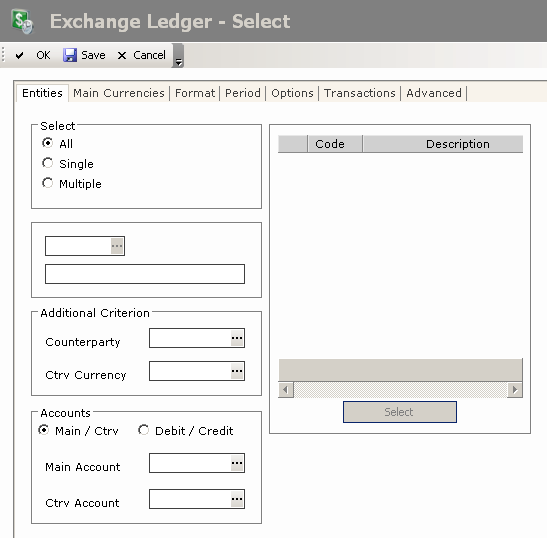 Exchange Ledger - Select
OK Save Cancel
Entities Main Currencies Format Period Options Transactions Advanced
Select
All
Single
Multiple
Code Description
Additional Criterion
Counterparty
Ctrv Currency
Select
Accounts
Main / Ctrv Debit / Credit
Main Account
Ctrv Account